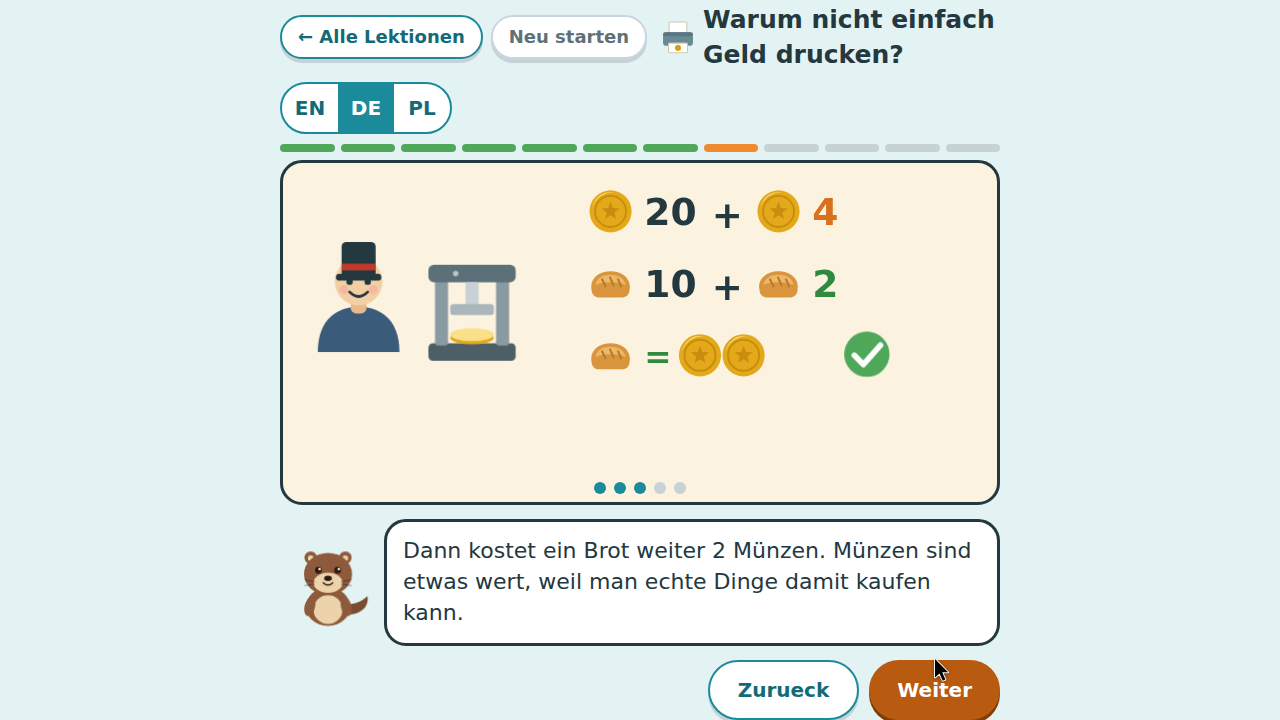 ← Alle Lektionen
Neu starten
Warum nicht einfach
Geld drucken?
EN DE PL
20 + 4
10 + 2
=
Dann kostet ein Brot weiter 2 Münzen. Münzen sind
etwas wert, weil man echte Dinge damit kaufen
kann.
Zurueck
Weiter